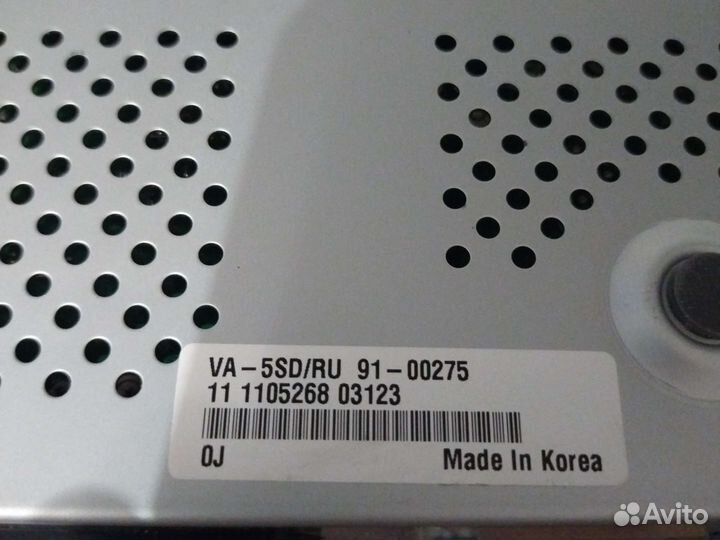 VA-5SD/RU 91-00275
11 1105268 03123
0J Made In Korea
Avito